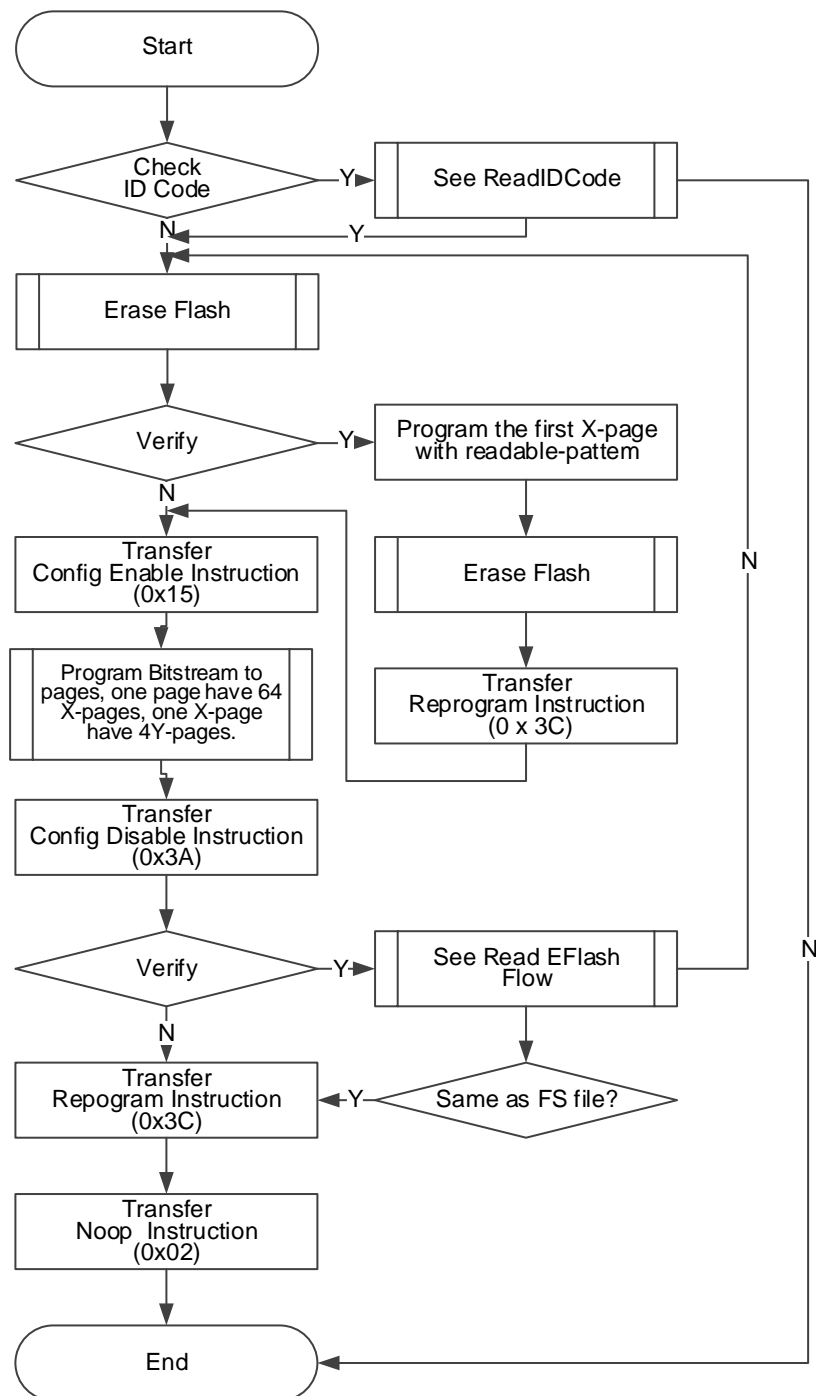 Start
Check
ID Code
Y
See ReadIDCode
N
Y
Erase Flash
Verify
Y
Program the first X-page
with readable-pattem
N
Transfer
Config Enable Instruction
(0x15)
Erase Flash
N
Program Bitstream to
pages, one page have 64
X-pages, one X-page
have 4Y-pages.
Transfer
Reprogram Instruction
(0 x 3C)
Transfer
Config Disable Instruction
(0x3A)
Verify
Y
See Read EFlash
Flow
N
N
Transfer
Repogram Instruction
(0x3C)
Y
Same as FS file?
Transfer
Noop Instruction
(0x02)
End